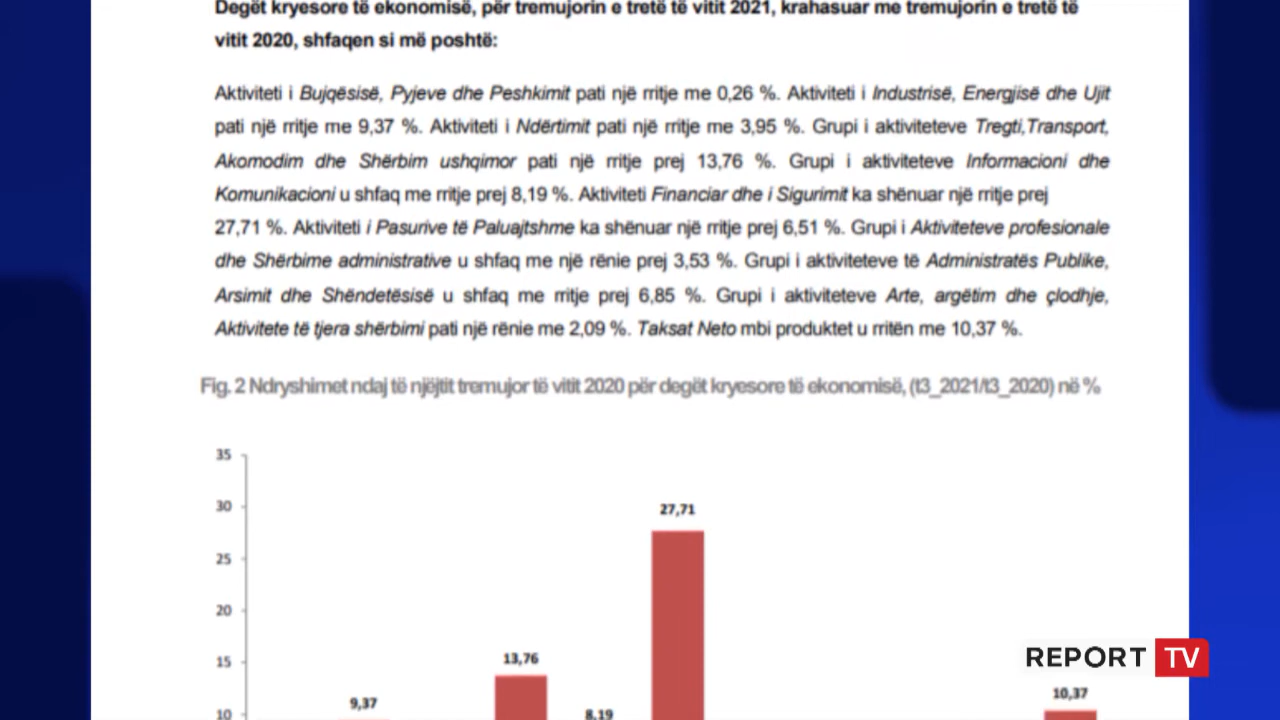 Degët kryesore të ekonomisë, për tremujorin e tretë të vitit 2021, krahasuar me tremujorin e tretë të
vitit 2020, shfaqen si më poshtë:
Aktiviteti i Bujqësisë, Pyjeve dhe Peshkimit pati një rritje me 0,26 %. Aktiviteti i Industrisë, Energjisë dhe Ujit
pati një rritje me 9,37 %. Aktiviteti i Ndërtimit pati një rritje me 3,95 %. Grupi i aktiviteteve Tregti,Transport,
Akomodim dhe Shërbim ushqimor pati një rritje prej 13,76 %. Grupi i aktiviteteve Informacioni dhe
Komunikacioni u shfaq me rritje prej 8,19 %. Aktiviteti Financiar dhe i Sigurimit ka shënuar një rritje prej
27,71 %. Aktiviteti i Pasurive të Paluajtshme ka shënuar një rritje prej 6,51 %. Grupi i Aktiviteteve profesionale
dhe Shërbime administrative u shfaq me një rënie prej 3,53 %. Grupi i aktiviteteve të Administratës Publike,
Arsimit dhe Shëndetësisë u shfaq me rritje prej 6,85 %. Grupi i aktiviteteve Arte, argëtim dhe çlodhje,
Aktivitete të tjera shërbimi pati një rënie me 2,09 %. Taksat Neto mbi produktet u rritën me 10,37 %.
Fig. 2 Ndryshimet ndaj të njëjtit tremujor të vitit 2020 për degët kryesore të ekonomisë, (t3_2021/t3_2020) në %
35
30
27,71
25
20
15
13,76
REPORT TV
10,37
9,37
8,19
10